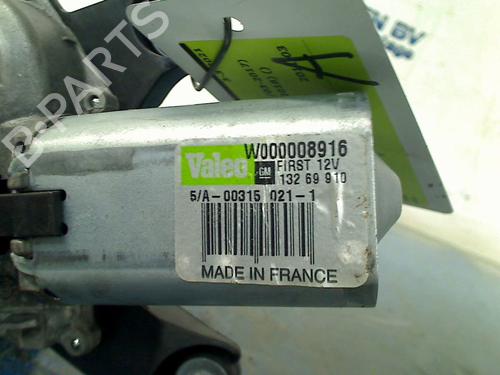 W000008916
Valeo
GM
FIRST 12V
132 69 910
5/A-00315 021-1
MADE IN FRANCE
B-PARTS